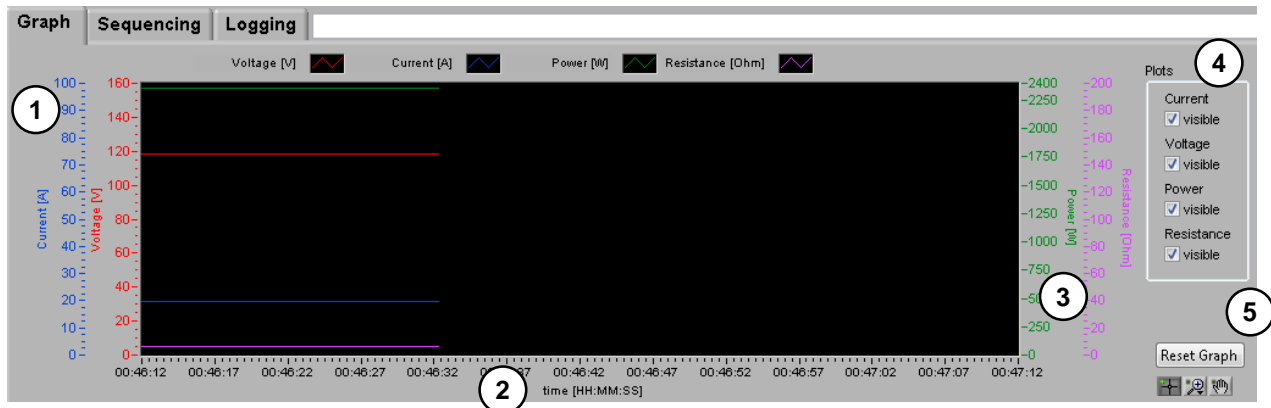 Graph Sequencing Logging
Voltage [V] Current [A] Power [W] Resistance [Ohm]
4
Plots
Current
visible
Voltage
visible
Power
visible
Resistance
visible
1
100
90
80
70
60
50
40
30
20
10
0
Current [A]
160
140
120
100
80
60
40
20
0
Voltage [V]
2400
2250
2000
1750
1500
1250
1000
750
250
0
Power [W]
200
180
160
140
120
100
80
60
40
20
0
Resistance [Ohm]
3
5
Reset Graph
00:46:12 00:46:17 00:46:22 00:46:27 00:46:32 00:46:42 00:46:47 00:46:52 00:46:57 00:47:02 00:47:07 00:47:12
2
time [HH:MM:SS]